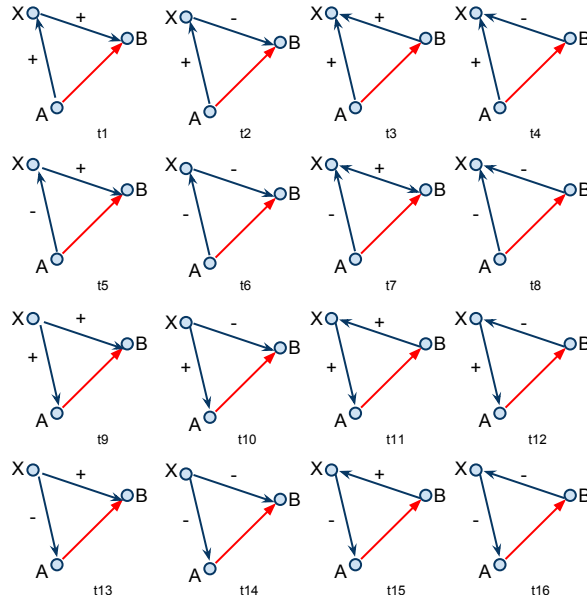 X + B + A t1
X - B + A t2
X + B + A t3
X - B + A t4
X + B - A t5
X - B - A t6
X + B - A t7
X - B - A t8
X + B + A t9
X - B + A t10
X + B + A t11
X - B + A t12
X + B - A t13
X - B - A t14
X + B - A t15
X - B - A t16